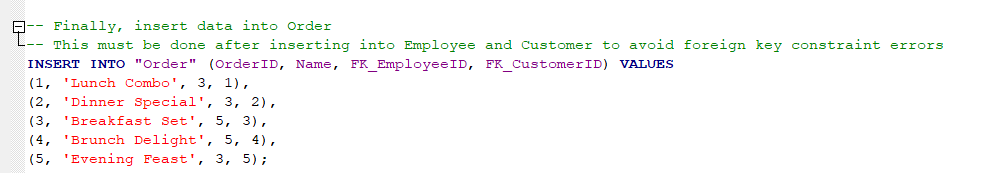 -- Finally, insert data into Order
-- This must be done after inserting into Employee and Customer to avoid foreign key constraint errors
INSERT INTO "Order" (OrderID, Name, FK_EmployeeID, FK_CustomerID) VALUES
(1, 'Lunch Combo', 3, 1),
(2, 'Dinner Special', 3, 2),
(3, 'Breakfast Set', 5, 3),
(4, 'Brunch Delight', 5, 4),
(5, 'Evening Feast', 3, 5);